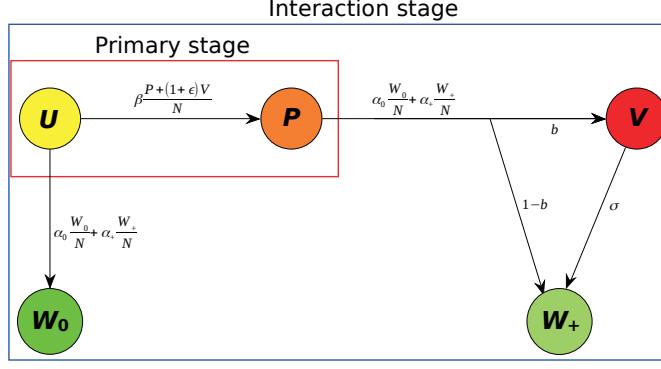 Interaction stage
Primary stage
U
β P+(1+ϵ)V / N
P
α₀ W₀/N + α₊ W₊/N
b
V
α₀ W₀/N + α₊ W₊/N
1−b
σ
W₀
W₊